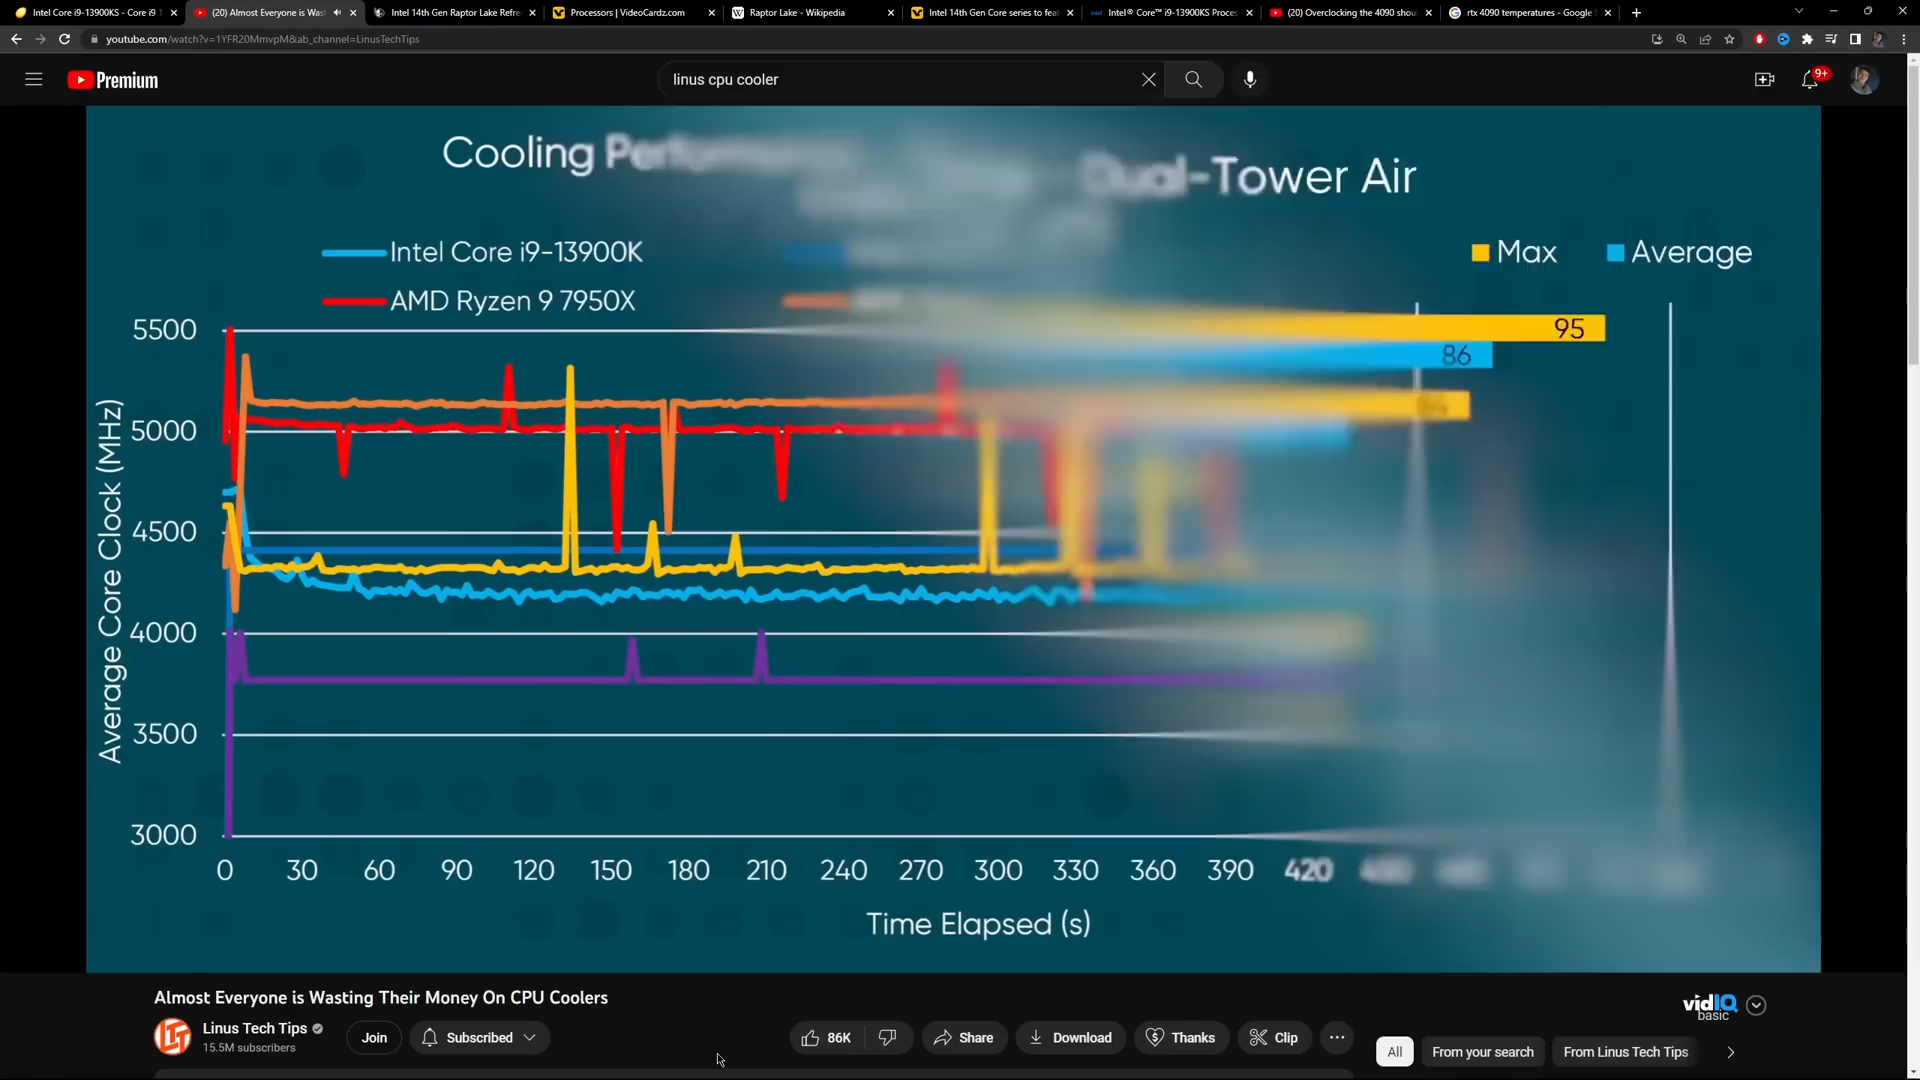 Intel Core i9-13900KS - Core i9 1
(20) Almost Everyone is Was
Intel 14th Gen Raptor Lake Refre
Processors | VideoCardz.com
Raptor Lake - Wikipedia
Intel 14th Gen Core series to fea
Intel® Core™ i9-13900KS Proces
(20) Overclocking the 4090 shou
rtx 4090 temperatures - Google
youtube.com/watch?v=1YFR20MmvpM&ab_channel=LinusTechTips
Premium
linus cpu cooler
9+
Cooling Performance
Dual-Tower Air
Intel Core i9-13900K
AMD Ryzen 9 7950X
Max
Average
95
86
5500
5000
4500
4000
3500
3000
Average Core Clock (MHz)
0 30 60 90 120 150 180 210 240 270 300 330 360 390 420
Time Elapsed (s)
Almost Everyone is Wasting Their Money On CPU Coolers
Linus Tech Tips
15.5M subscribers
Join
Subscribed
86K
Share
Download
Thanks
Clip
vidIQ
basic
All
From your search
From Linus Tech Tips